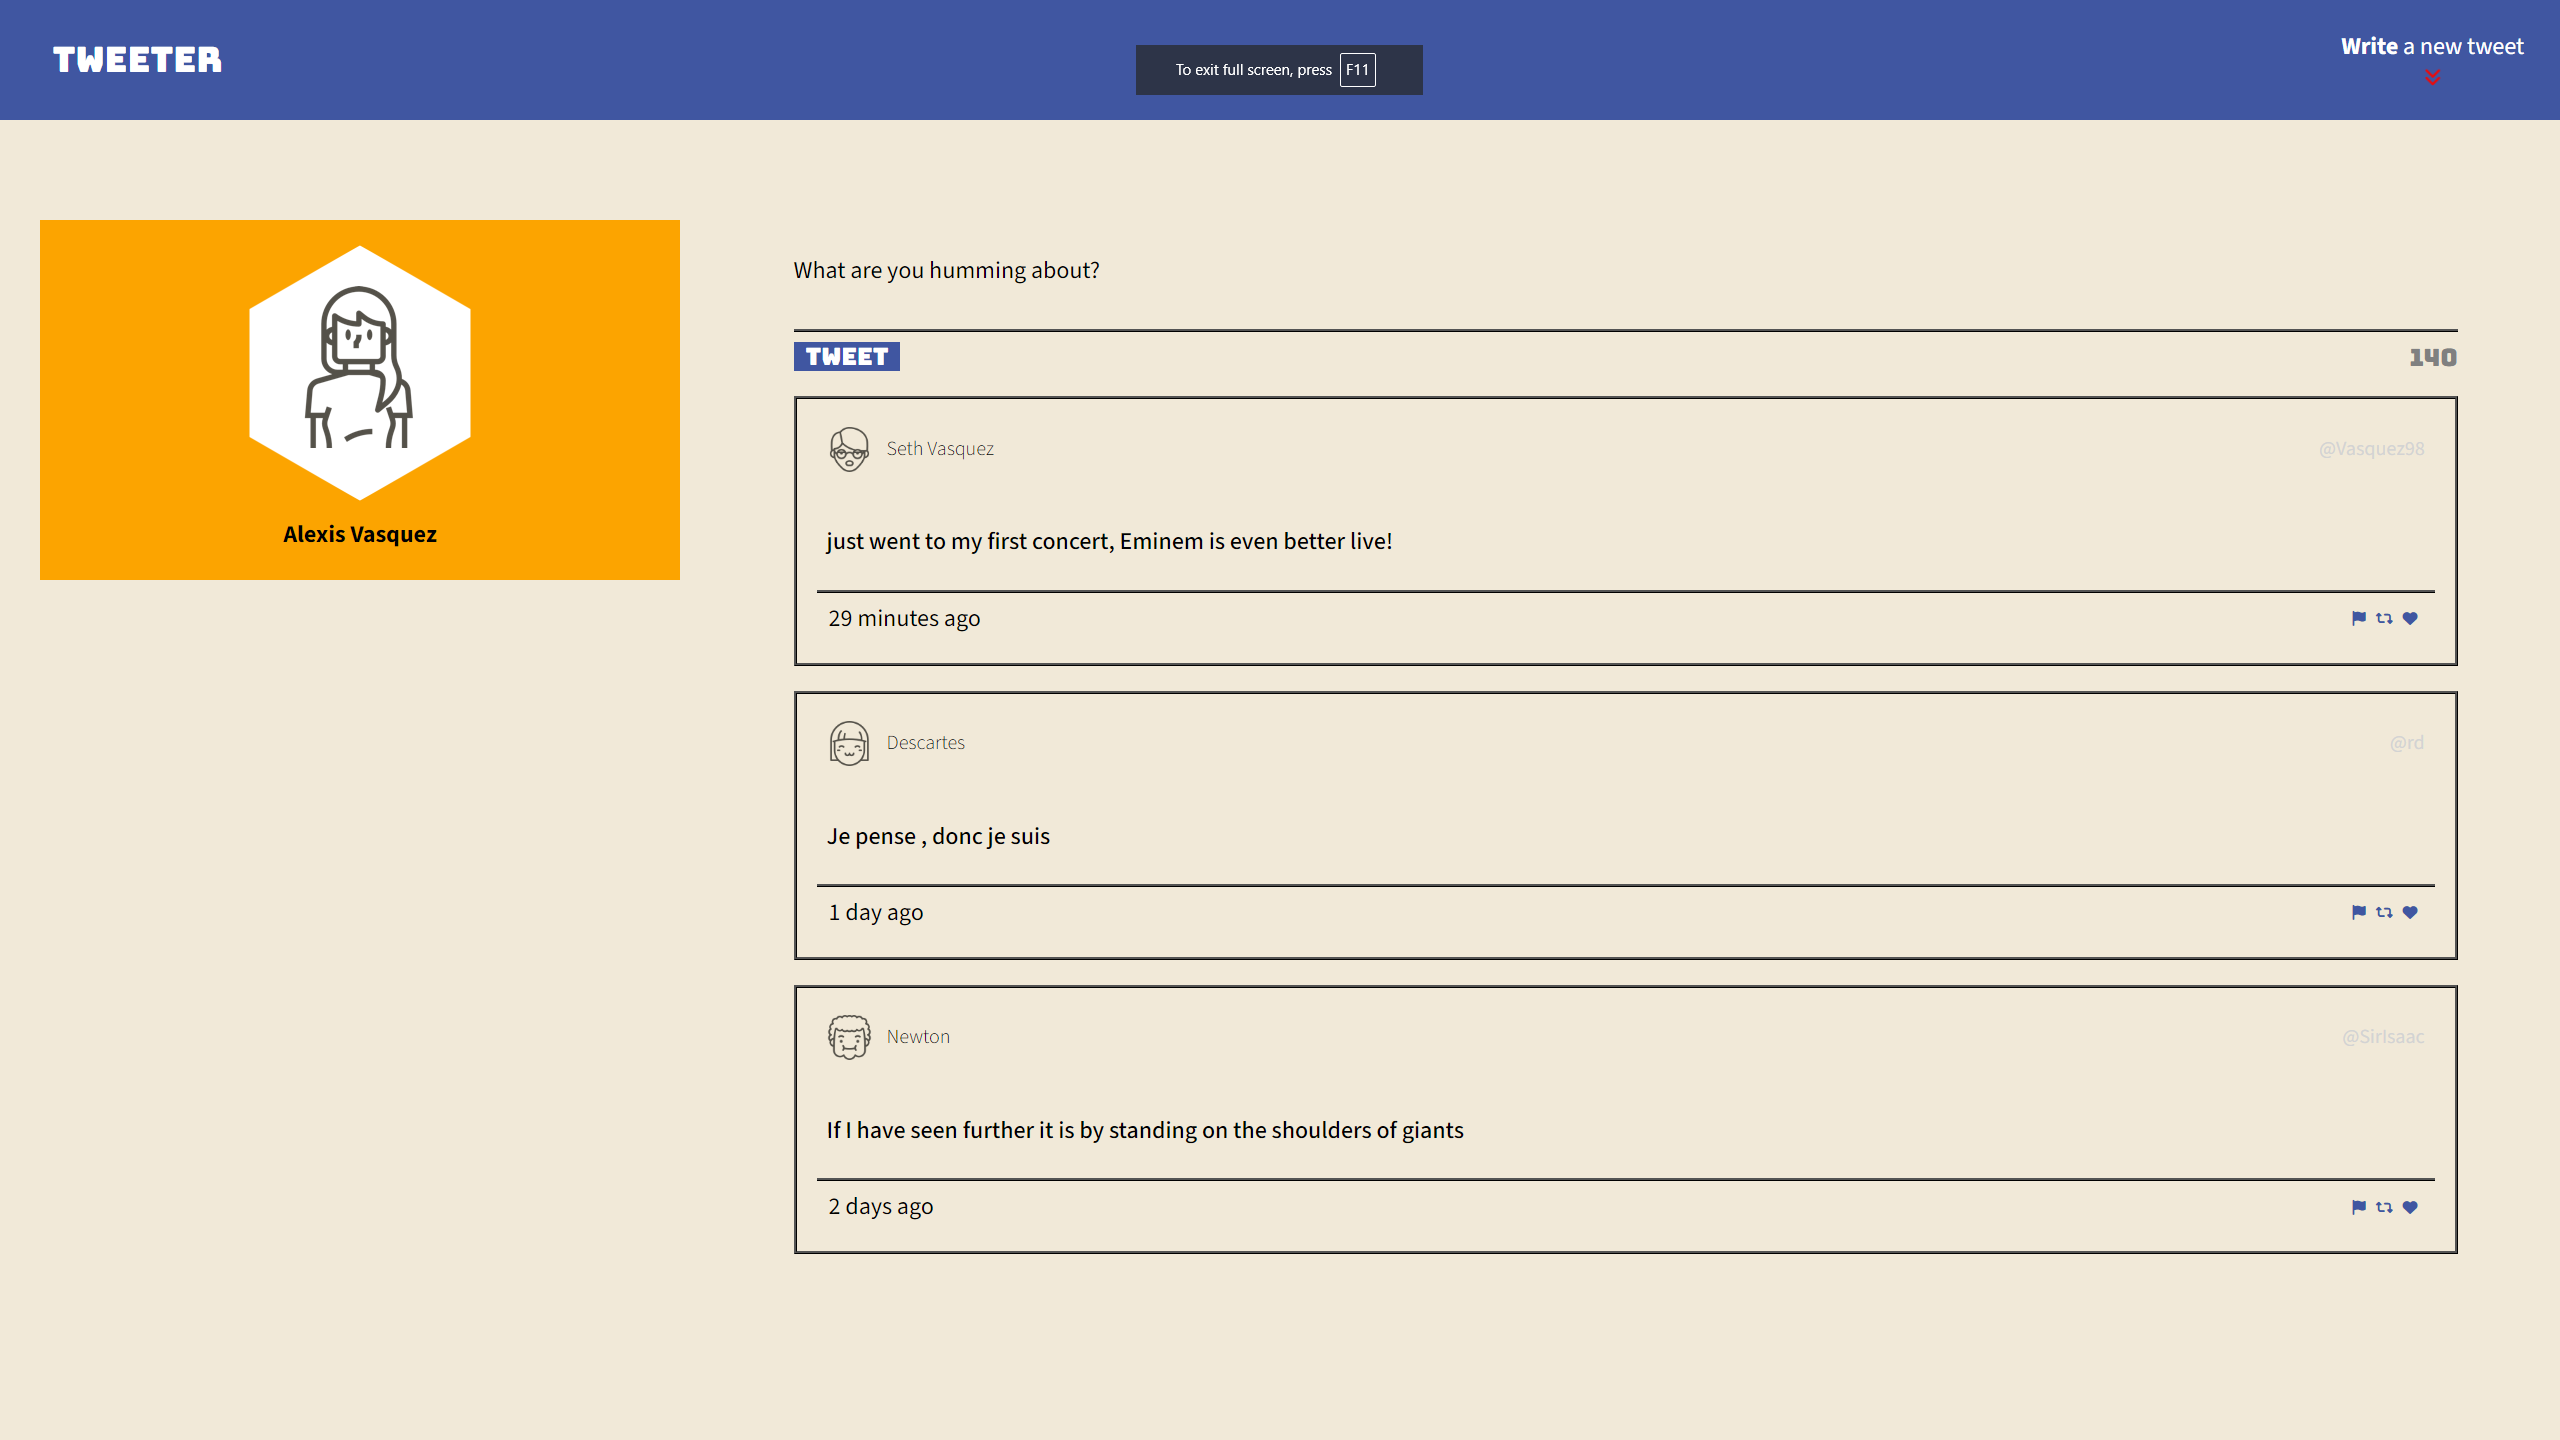 TWEETER
To exit full screen, press F11
Write a new tweet
Alexis Vasquez
What are you humming about?
TWEET
140
Seth Vasquez
@Vasquez98
just went to my first concert, Eminem is even better live!
29 minutes ago
Descartes
@rd
Je pense , donc je suis
1 day ago
Newton
@SirIsaac
If I have seen further it is by standing on the shoulders of giants
2 days ago